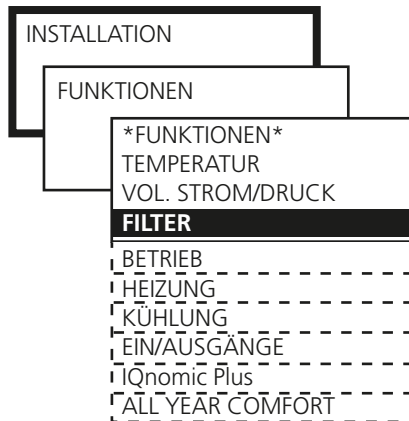 INSTALLATION
FUNKTIONEN
*FUNKTIONEN*
TEMPERATUR
VOL. STROM/DRUCK
FILTER
BETRIEB
HEIZUNG
KÜHLUNG
EIN/AUSGÄNGE
IQnomic Plus
ALL YEAR COMFORT